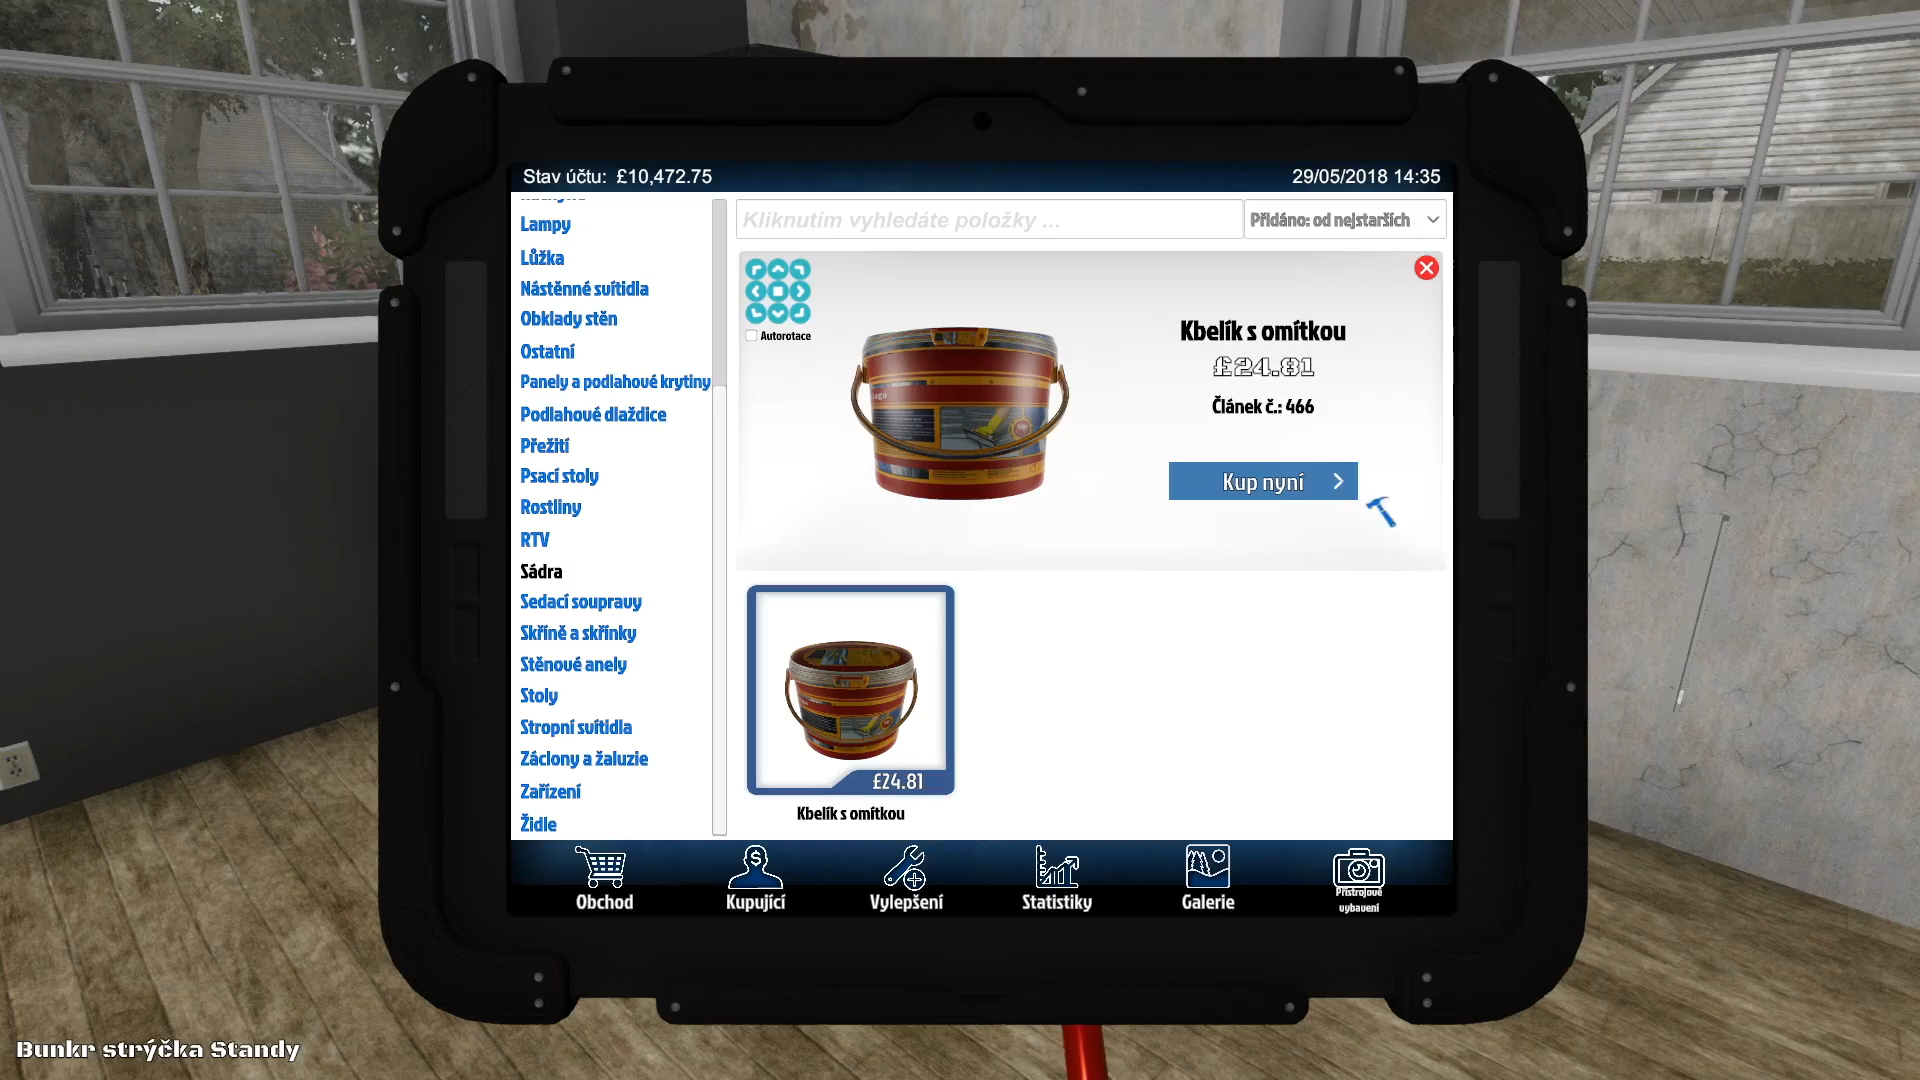 Stav účtu: £10,472.75
29/05/2018 14:35
Lampy
Lůžka
Nástěnné svítidla
Obklady stěn
Ostatní
Panely a podlahové krytiny
Podlahové dlaždice
Přežití
Psací stoly
Rostliny
RTV
Sádra
Sedací soupravy
Skříně a skřínky
Stěnové anely
Stoly
Stropní svítidla
Záclony a žaluzie
Zařízení
Židle
Kliknutím vyhledáte položky ...
Přidáno: od nejstarších
Autorotace
Kbelík s omítkou
£24.81
Článek č.: 466
Kup nyní
£24.81
Kbelík s omítkou
Obchod
Kupující
Vylepšení
Statistiky
Galerie
Přístrojové
vybavení
Bunkr strýčka Standy